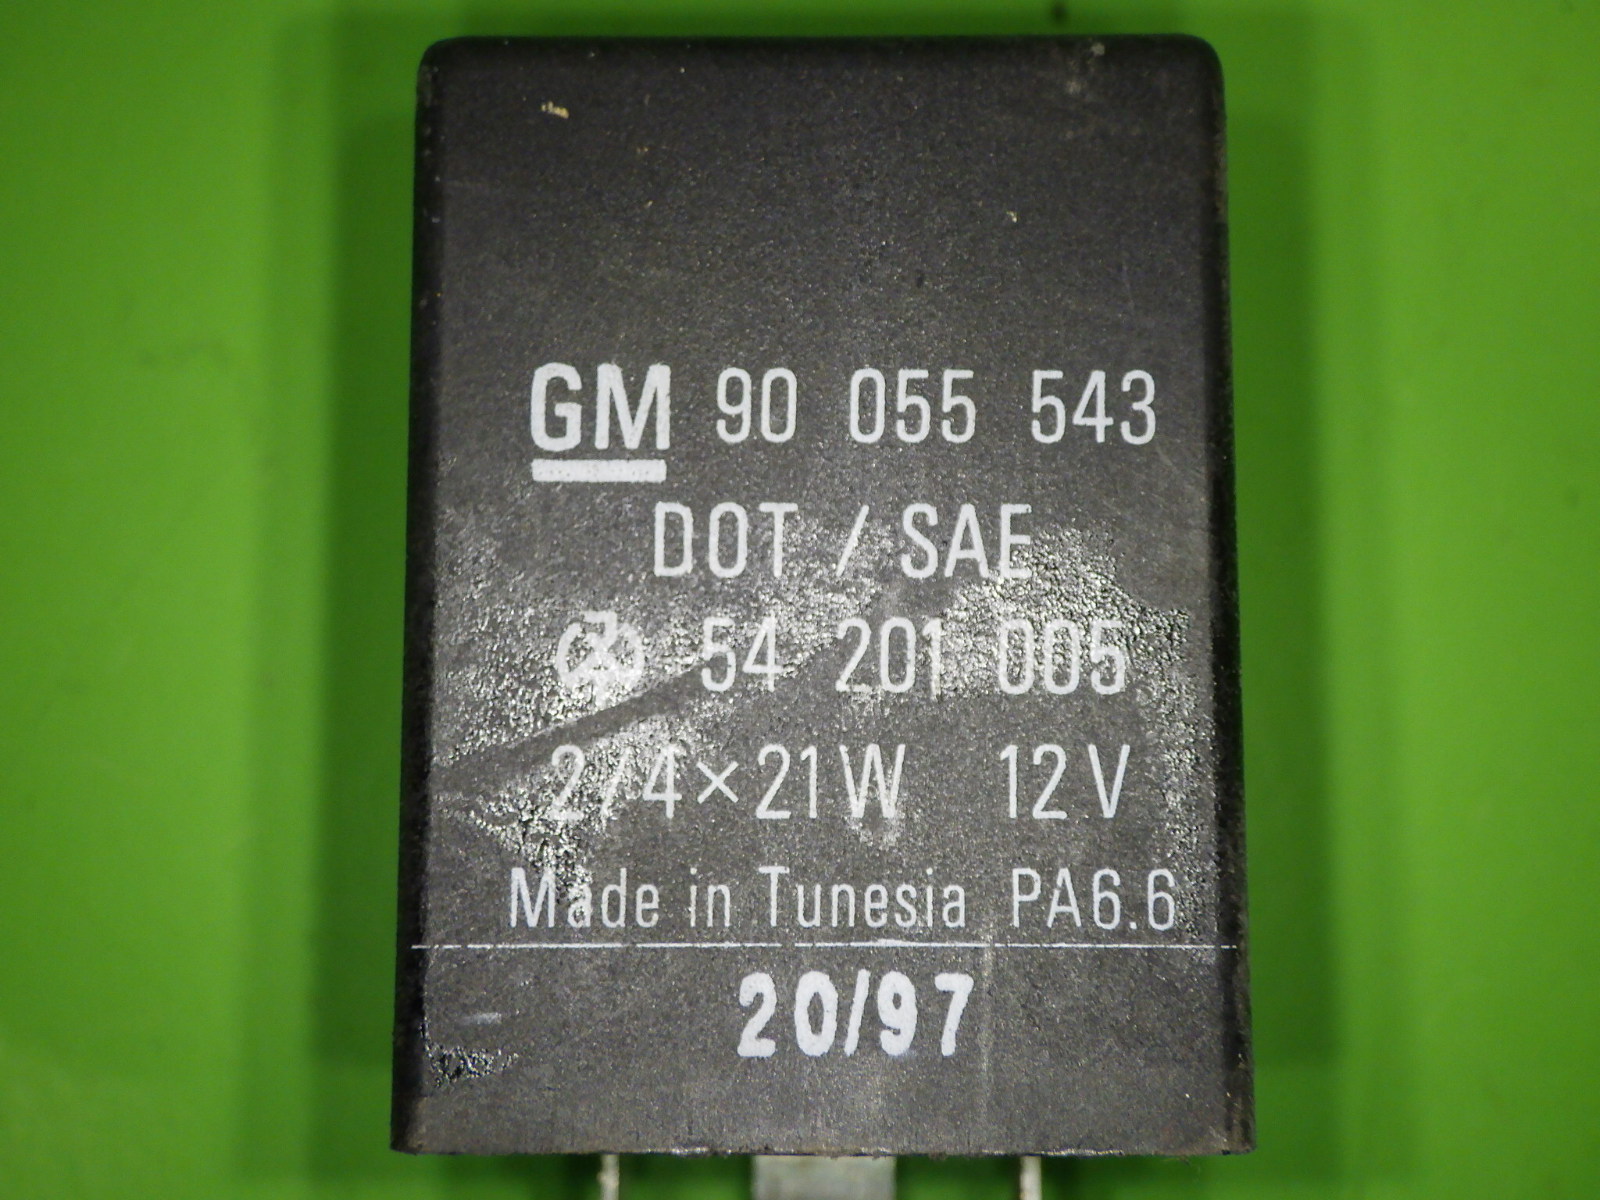 GM 90 055 543
DOT / SAE
54 201 005
2/4×21W 12V
Made in Tunesia PA6.6
20/97